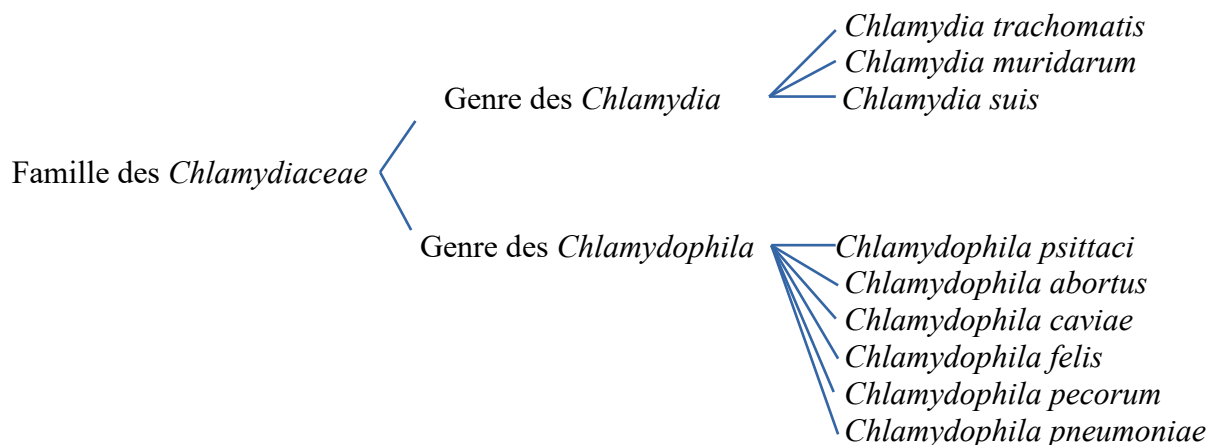 Chlamydia trachomatis
Chlamydia muridarum
Genre des Chlamydia
Chlamydia suis
Famille des Chlamydiaceae
Genre des Chlamydophila
Chlamydophila psittaci
Chlamydophila abortus
Chlamydophila caviae
Chlamydophila felis
Chlamydophila pecorum
Chlamydophila pneumoniae